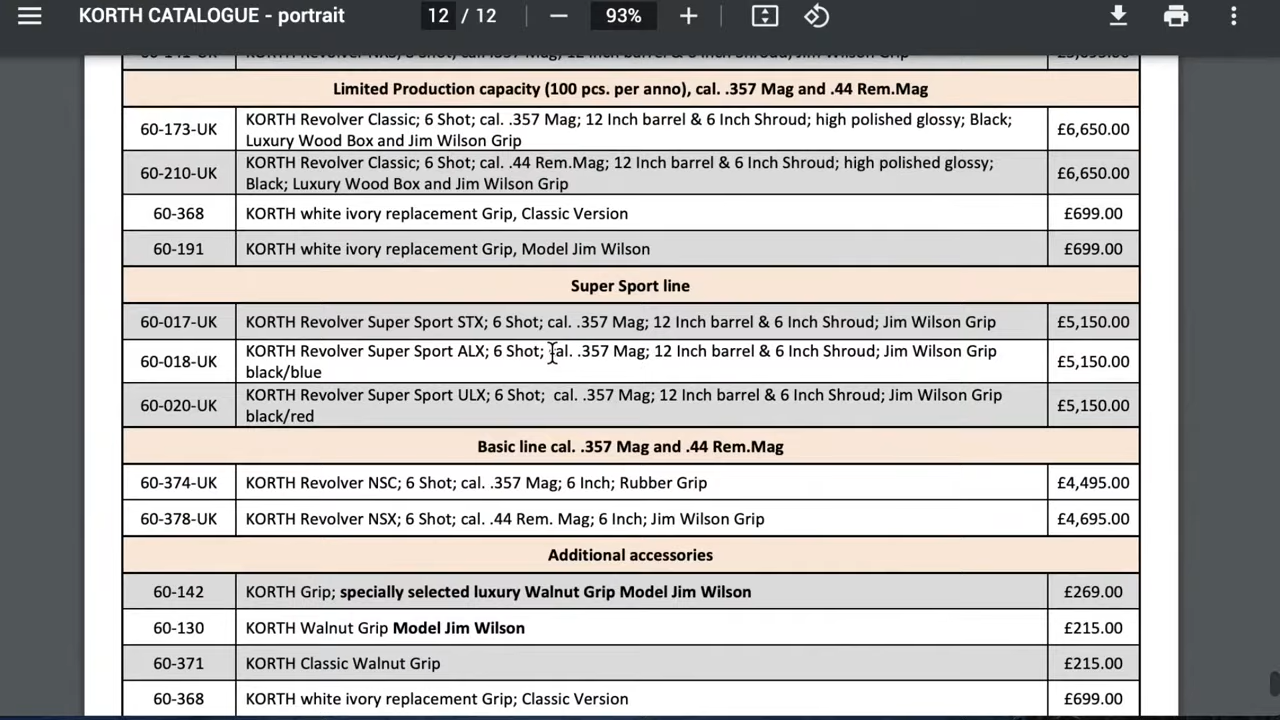 KORTH CATALOGUE - portrait
12 / 12
93%
Limited Production capacity (100 pcs. per anno), cal. .357 Mag and .44 Rem.Mag
60-173-UK KORTH Revolver Classic; 6 Shot; cal. .357 Mag; 12 Inch barrel & 6 Inch Shroud; high polished glossy; Black;
Luxury Wood Box and Jim Wilson Grip £6,650.00
60-210-UK KORTH Revolver Classic; 6 Shot; cal. .44 Rem.Mag; 12 Inch barrel & 6 Inch Shroud; high polished glossy;
Black; Luxury Wood Box and Jim Wilson Grip £6,650.00
60-368 KORTH white ivory replacement Grip, Classic Version £699.00
60-191 KORTH white ivory replacement Grip, Model Jim Wilson £699.00
Super Sport line
60-017-UK KORTH Revolver Super Sport STX; 6 Shot; cal. .357 Mag; 12 Inch barrel & 6 Inch Shroud; Jim Wilson Grip £5,150.00
60-018-UK KORTH Revolver Super Sport ALX; 6 Shot; cal. .357 Mag; 12 Inch barrel & 6 Inch Shroud; Jim Wilson Grip
black/blue £5,150.00
60-020-UK KORTH Revolver Super Sport ULX; 6 Shot; cal. .357 Mag; 12 Inch barrel & 6 Inch Shroud; Jim Wilson Grip
black/red £5,150.00
Basic line cal. .357 Mag and .44 Rem.Mag
60-374-UK KORTH Revolver NSC; 6 Shot; cal. .357 Mag; 6 Inch; Rubber Grip £4,495.00
60-378-UK KORTH Revolver NSX; 6 Shot; cal. .44 Rem. Mag; 6 Inch; Jim Wilson Grip £4,695.00
Additional accessories
60-142 KORTH Grip; specially selected luxury Walnut Grip Model Jim Wilson £269.00
60-130 KORTH Walnut Grip Model Jim Wilson £215.00
60-371 KORTH Classic Walnut Grip £215.00
60-368 KORTH white ivory replacement Grip; Classic Version £699.00